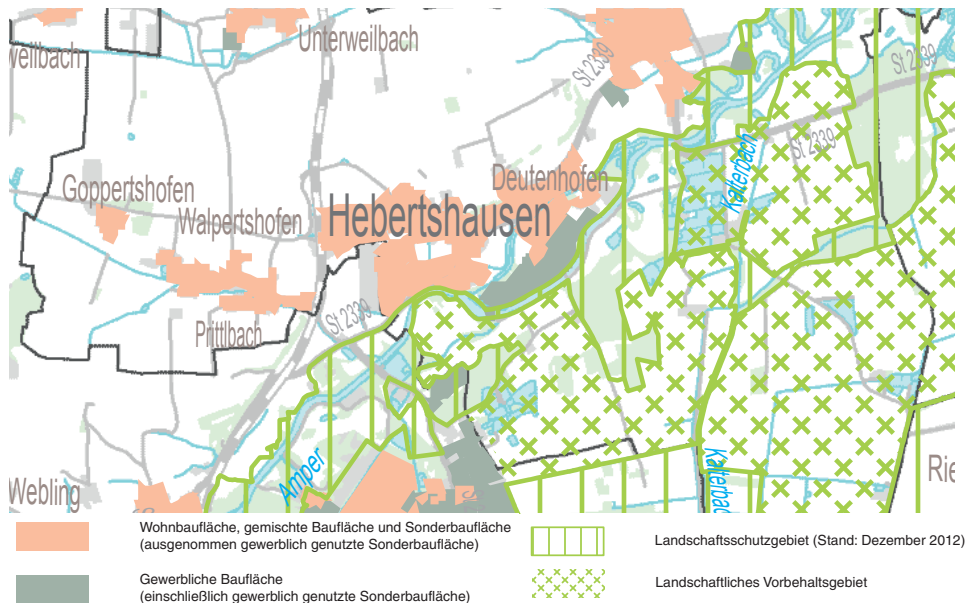 weilbach
Unterweilbach
St 2339
St 2339
Kalterbach
St 2339
Goppertshofen
Deutenhofen
Walpertshofen
Hebertshausen
Prittlbach
St 2339
Amper
Webling
Kalterbac
Rie
Wohnbaufläche, gemischte Baufläche und Sonderbaufläche
(ausgenommen gewerblich genutzte Sonderbaufläche)
Landschaftsschutzgebiet (Stand: Dezember 2012)
Gewerbliche Baufläche
(einschließlich gewerblich genutzte Sonderbaufläche)
Landschaftliches Vorbehaltsgebiet